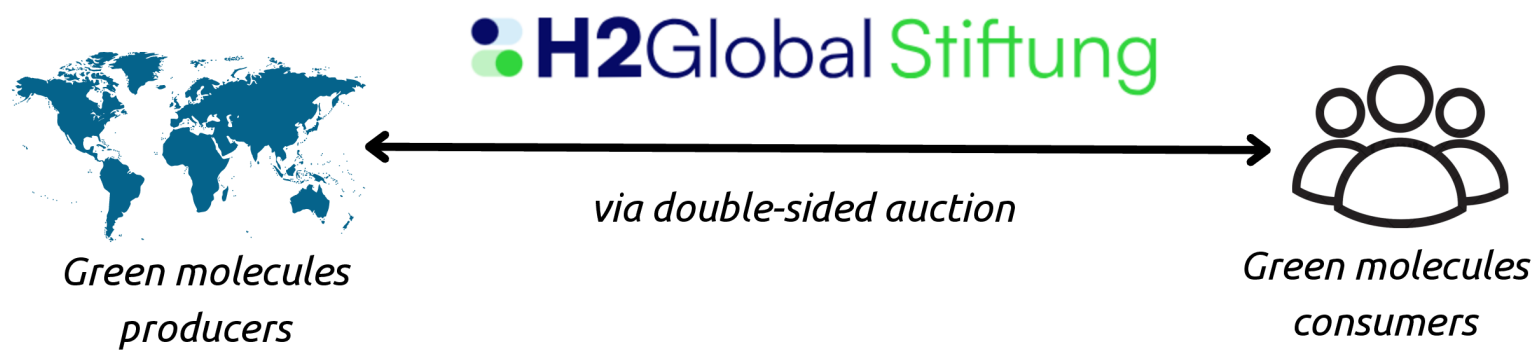 H2Global Stiftung
via double-sided auction
Green molecules
producers
Green molecules
consumers